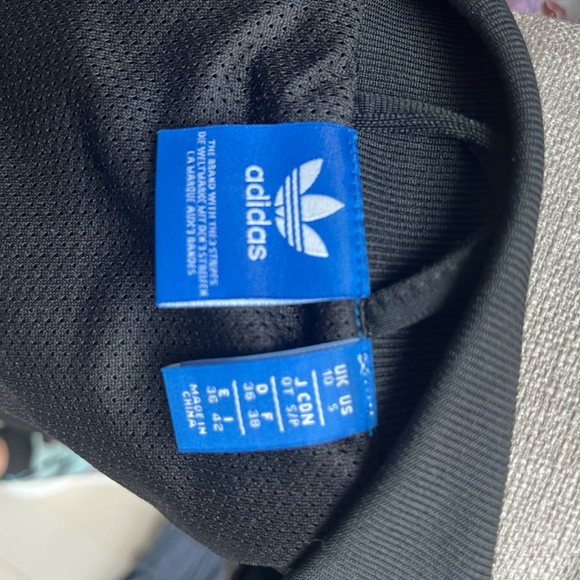 adidas
THE BRAND WITH THE 3 STRIPES
DIE WELTMARKE MIT DEN 3 STREIFEN
LA MARQUE AUX 3 BANDES
UK US
10 S
J CDN
OT S/P
D F
36 38
E I
36 42
MADE IN
CHINA